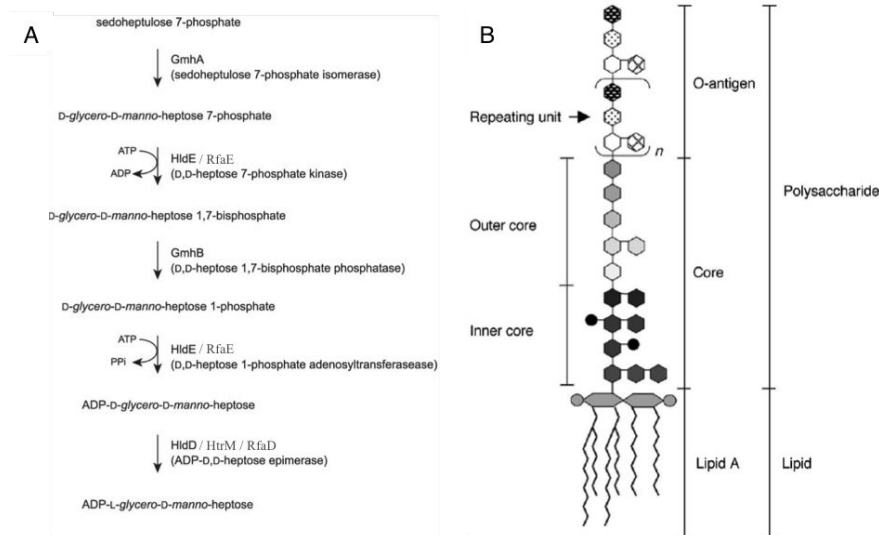 A
sedoheptulose 7-phosphate
GmhA
(sedoheptulose 7-phosphate isomerase)
D-glycero-D-manno-heptose 7-phosphate
ATP
ADP
HldE / RfaE
(D,D-heptose 7-phosphate kinase)
D-glycero-D-manno-heptose 1,7-bisphosphate
GmhB
(D,D-heptose 1,7-bisphosphate phosphatase)
D-glycero-D-manno-heptose 1-phosphate
ATP
PPi
HldE / RfaE
(D,D-heptose 1-phosphate adenosyltransferasease)
ADP-D-glycero-D-manno-heptose
HldD / HtrM / RfaD
(ADP-D,D-heptose epimerase)
ADP-L-glycero-D-manno-heptose
B
O-antigen
Repeating unit
n
Polysaccharide
Outer core
Core
Inner core
Lipid A
Lipid